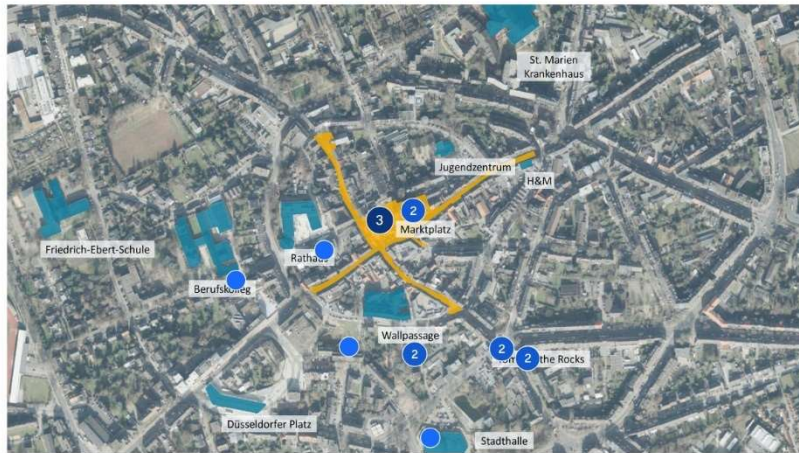 St. Marien
Krankenhaus
Jugendzentrum
H&M
3
2
Marktplatz
Friedrich-Ebert-Schule
Rathaus
Berufskolleg
Wallpassage
2
2
2
the Rocks
Düsseldorfer Platz
Stadthalle